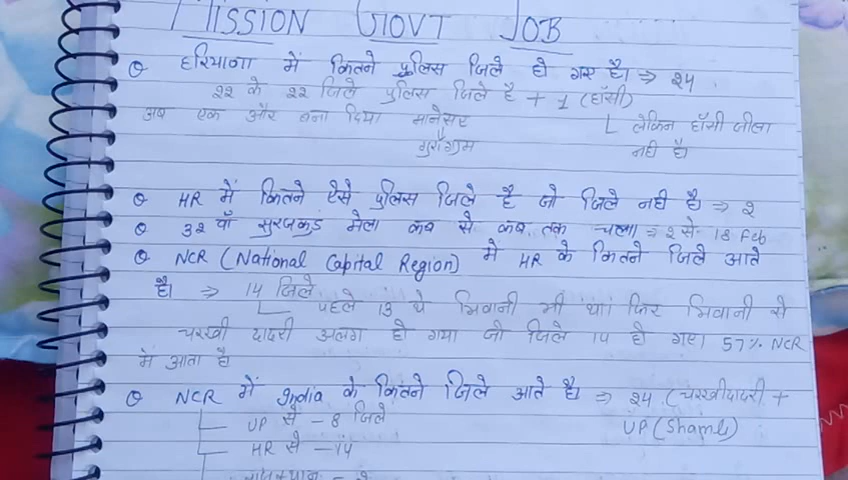 MISSION GOVT JOB
Q हरियाणा में कितने पुलिस जिले हो गए है। ⇒ 24
22 के 22 जिले पुलिस जिले है + 1 (हाँसी)
अब एक और बना दिया मानेसर
गुरुग्राम
लेकिन हाँसी जीला
नही है
Q HR में कितने ऐसे पुलिस जिले है जो जिले नही है ⇒ 2
Q 32 वाँ सुरजकुंड मेला कब से कब तक चला ⇒ 2 से 18 Feb
Q NCR (National Capital Region) में HR के कितने जिले आते
है। ⇒ 14 जिले
पहले 13 थे भिवानी भी था। फिर भिवानी से
चरखी दादरी अलग हो गया जो जिले 14 हो गए। 57% NCR
में आता है
Q NCR में India के कितने जिले आते है। ⇒ 24 (चरखीदादरी +
UP (Shamli)
UP से - 8 जिले
HR से - 14